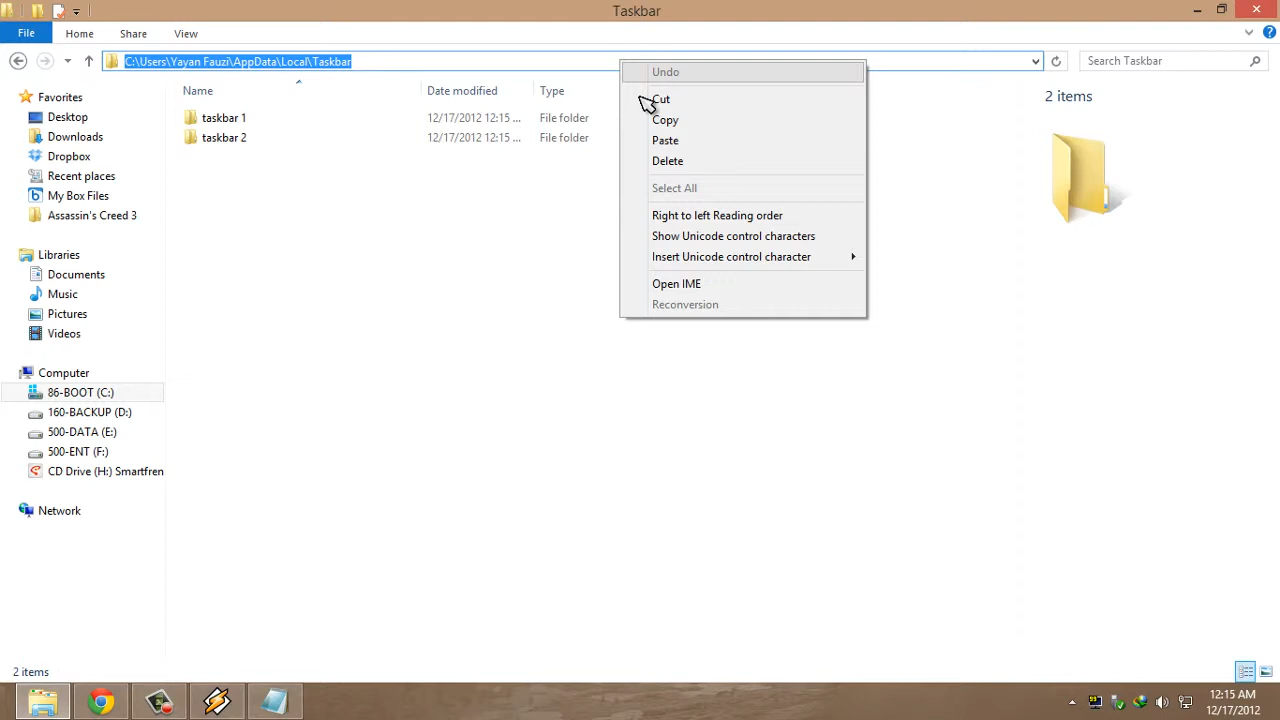 Taskbar
File Home Share View
C:\Users\Yayan Fauzi\AppData\Local\Taskbar
Search Taskbar
Name Date modified Type
taskbar 1 12/17/2012 12:15 ... File folder
taskbar 2 12/17/2012 12:15 ... File folder
Undo
Cut
Copy
Paste
Delete
Select All
Right to left Reading order
Show Unicode control characters
Insert Unicode control character
Open IME
Reconversion
2 items
Favorites
Desktop
Downloads
Dropbox
Recent places
My Box Files
Assassin's Creed 3
Libraries
Documents
Music
Pictures
Videos
Computer
86-BOOT (C:)
160-BACKUP (D:)
500-DATA (E:)
500-ENT (F:)
CD Drive (H:) Smartfren
Network
2 items
12:15 AM
12/17/2012